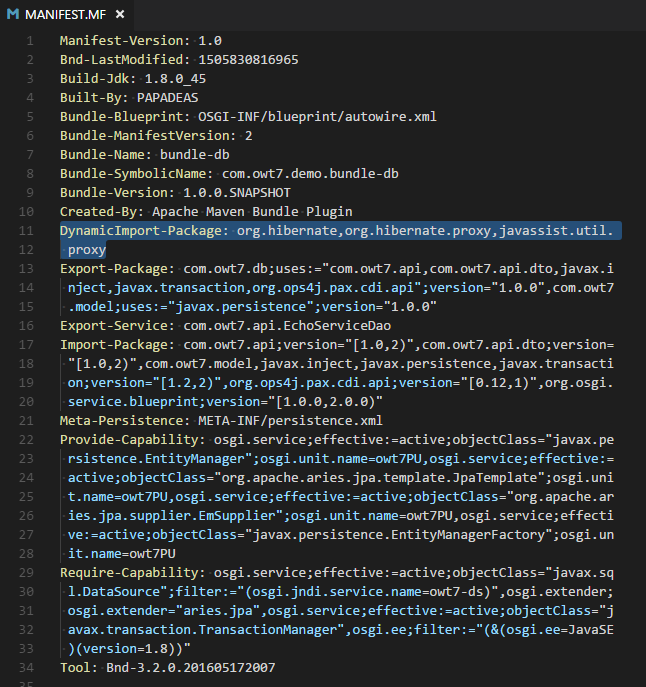 MANIFEST.MF ×
1 Manifest-Version: 1.0
2 Bnd-LastModified: 1505830816965
3 Build-Jdk: 1.8.0_45
4 Built-By: PAPADEAS
5 Bundle-Blueprint: OSGI-INF/blueprint/autowire.xml
6 Bundle-ManifestVersion: 2
7 Bundle-Name: bundle-db
8 Bundle-SymbolicName: com.owt7.demo.bundle-db
9 Bundle-Version: 1.0.0.SNAPSHOT
10 Created-By: Apache Maven Bundle Plugin
11 DynamicImport-Package: org.hibernate,org.hibernate.proxy,javassist.util.
12  proxy
13 Export-Package: com.owt7.db;uses:="com.owt7.api,com.owt7.api.dto,javax.i
14  nject,javax.transaction,org.ops4j.pax.cdi.api";version="1.0.0",com.owt7
15  .model;uses:="javax.persistence";version="1.0.0"
16 Export-Service: com.owt7.api.EchoServiceDao
17 Import-Package: com.owt7.api;version="[1.0,2)",com.owt7.api.dto;version=
18  "[1.0,2)",com.owt7.model,javax.inject,javax.persistence,javax.transacti
19  on;version="[1.2,2)",org.ops4j.pax.cdi.api;version="[0.12,1)",org.osgi.
20  service.blueprint;version="[1.0.0,2.0.0)"
21 Meta-Persistence: META-INF/persistence.xml
22 Provide-Capability: osgi.service;effective:=active;objectClass="javax.pe
23  rsistence.EntityManager";osgi.unit.name=owt7PU,osgi.service;effective:=
24  active;objectClass="org.apache.aries.jpa.template.JpaTemplate";osgi.uni
25  t.name=owt7PU,osgi.service;effective:=active;objectClass="org.apache.ar
26  ies.jpa.supplier.EmSupplier";osgi.unit.name=owt7PU,osgi.service;effecti
27  ve:=active;objectClass="javax.persistence.EntityManagerFactory";osgi.un
28  it.name=owt7PU
29 Require-Capability: osgi.service;effective:=active;objectClass="javax.sq
30  l.DataSource";filter:="(osgi.jndi.service.name=owt7-ds)",osgi.extender;
31  osgi.extender="aries.jpa",osgi.service;effective:=active;objectClass="j
32  avax.transaction.TransactionManager",osgi.ee;filter:="(&(osgi.ee=JavaSE
33  )(version=1.8))"
34 Tool: Bnd-3.2.0.201605172007
35